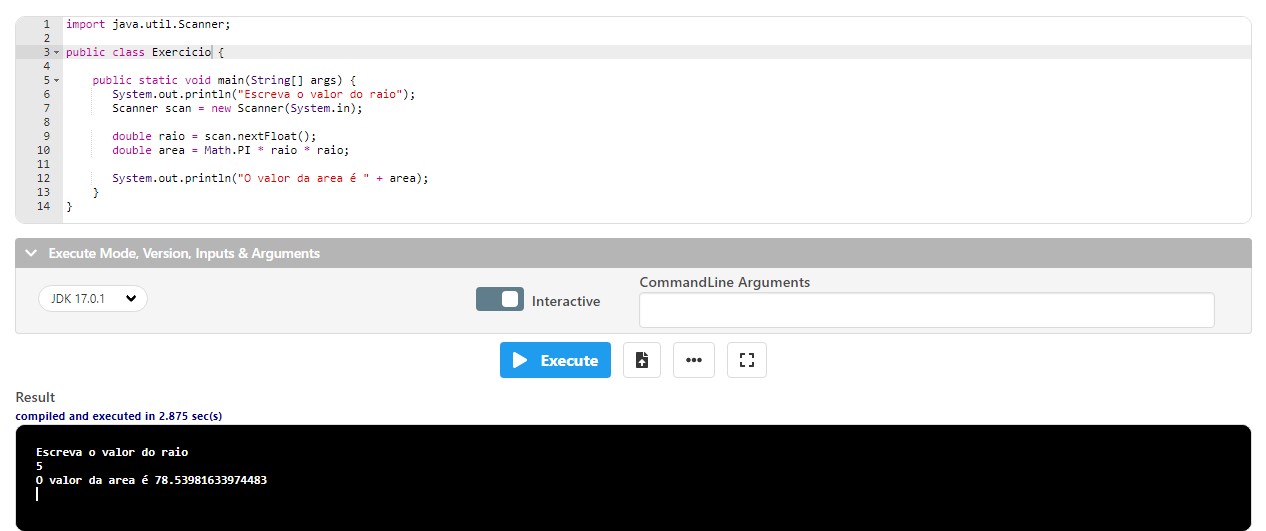 1 import java.util.Scanner;
2
3 public class Exercicio {
4
5 public static void main(String[] args) {
6 System.out.println("Escreva o valor do raio");
7 Scanner scan = new Scanner(System.in);
8
9 double raio = scan.nextFloat();
10 double area = Math.PI * raio * raio;
11
12 System.out.println("O valor da area é " + area);
13 }
14 }
Execute Mode, Version, Inputs & Arguments
JDK 17.0.1
Interactive
CommandLine Arguments
Execute
Result
compiled and executed in 2.875 sec(s)
Escreva o valor do raio
5
O valor da area é 78.53981633974483